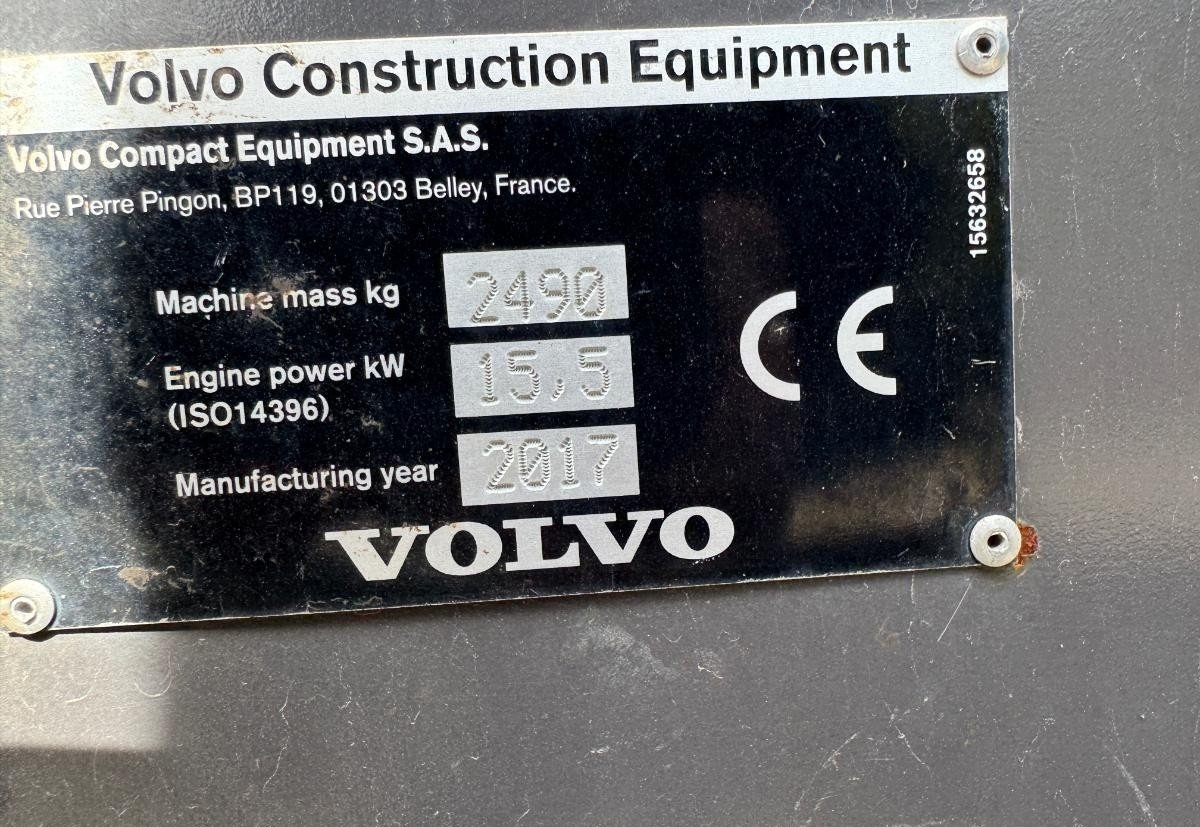 Volvo Construction Equipment
Volvo Compact Equipment S.A.S.
Rue Pierre Pingon, BP119, 01303 Belley, France.
15632658
Machine mass kg 2490
Engine power kW 15,5
(ISO14396)
Manufacturing year 2017
CE
VOLVO